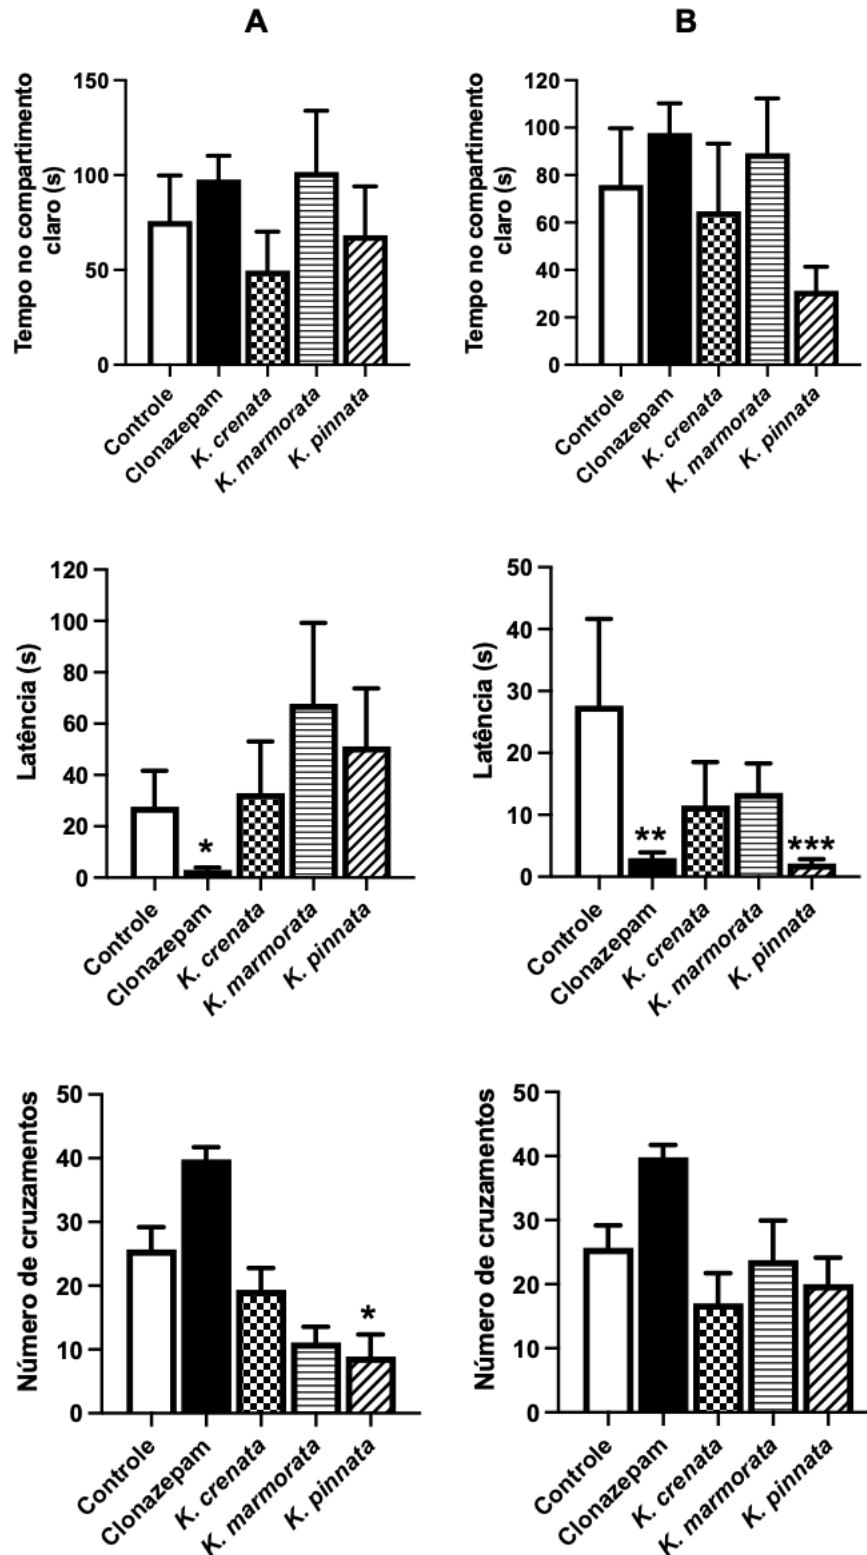 A
B
Tempo no compartimento
claro (s)
150
100
50
0
Controle
Clonazepam
K. crenata
K. marmorata
K. pinnata
Tempo no compartimento
claro (s)
120
100
80
60
40
20
0
Controle
Clonazepam
K. crenata
K. marmorata
K. pinnata
Latência (s)
120
100
80
60
40
20
0
*
Controle
Clonazepam
K. crenata
K. marmorata
K. pinnata
Latência (s)
50
40
30
20
10
0
**
***
Controle
Clonazepam
K. crenata
K. marmorata
K. pinnata
Número de cruzamentos
50
40
30
20
10
0
*
Controle
Clonazepam
K. crenata
K. marmorata
K. pinnata
Número de cruzamentos
50
40
30
20
10
0
Controle
Clonazepam
K. crenata
K. marmorata
K. pinnata